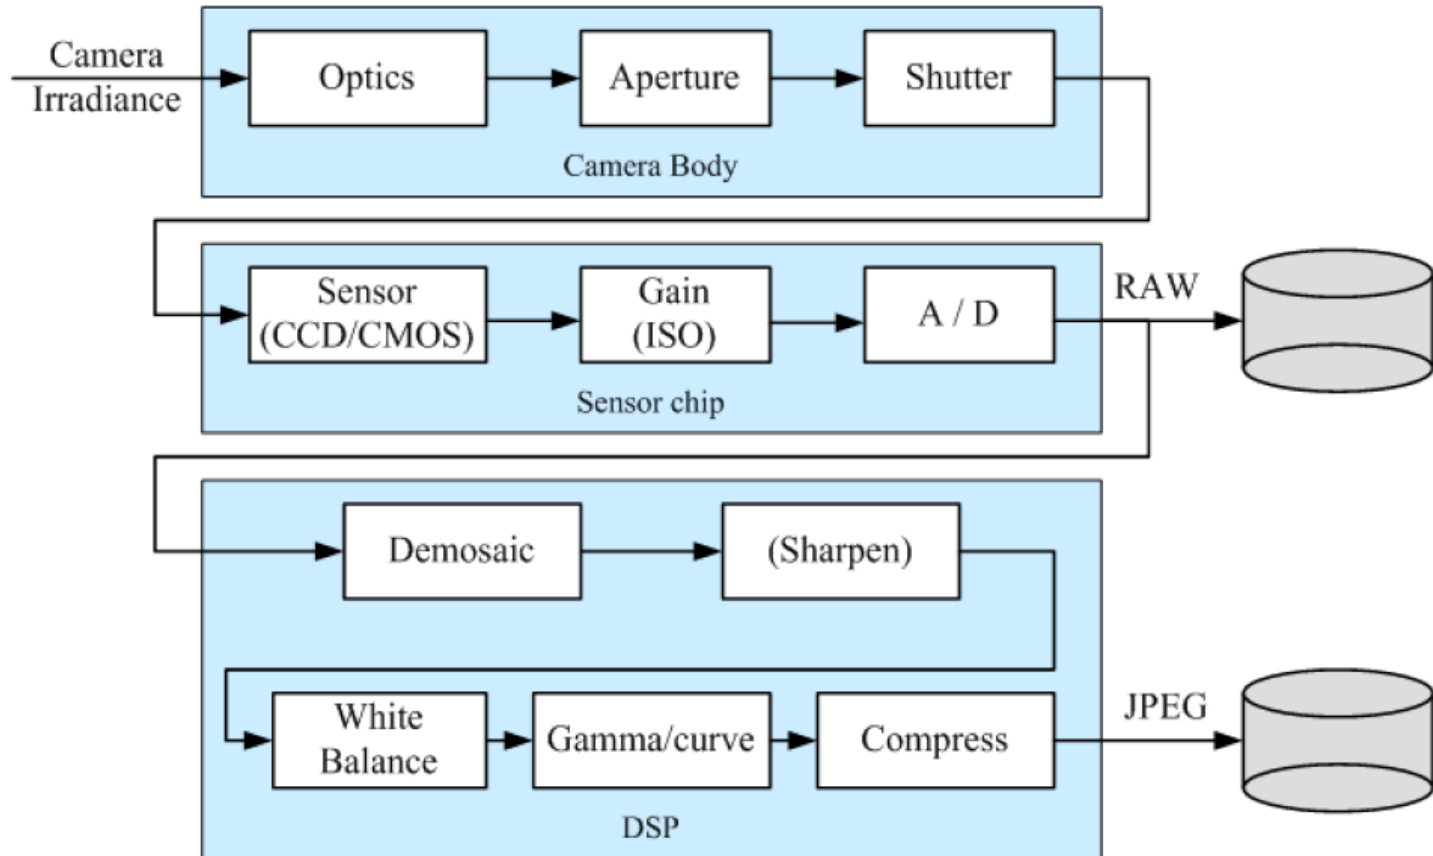 Camera
Irradiance
Optics
Aperture
Shutter
Camera Body
Sensor
(CCD/CMOS)
Gain
(ISO)
A / D
RAW
Sensor chip
Demosaic
(Sharpen)
White
Balance
Gamma/curve
Compress
JPEG
DSP